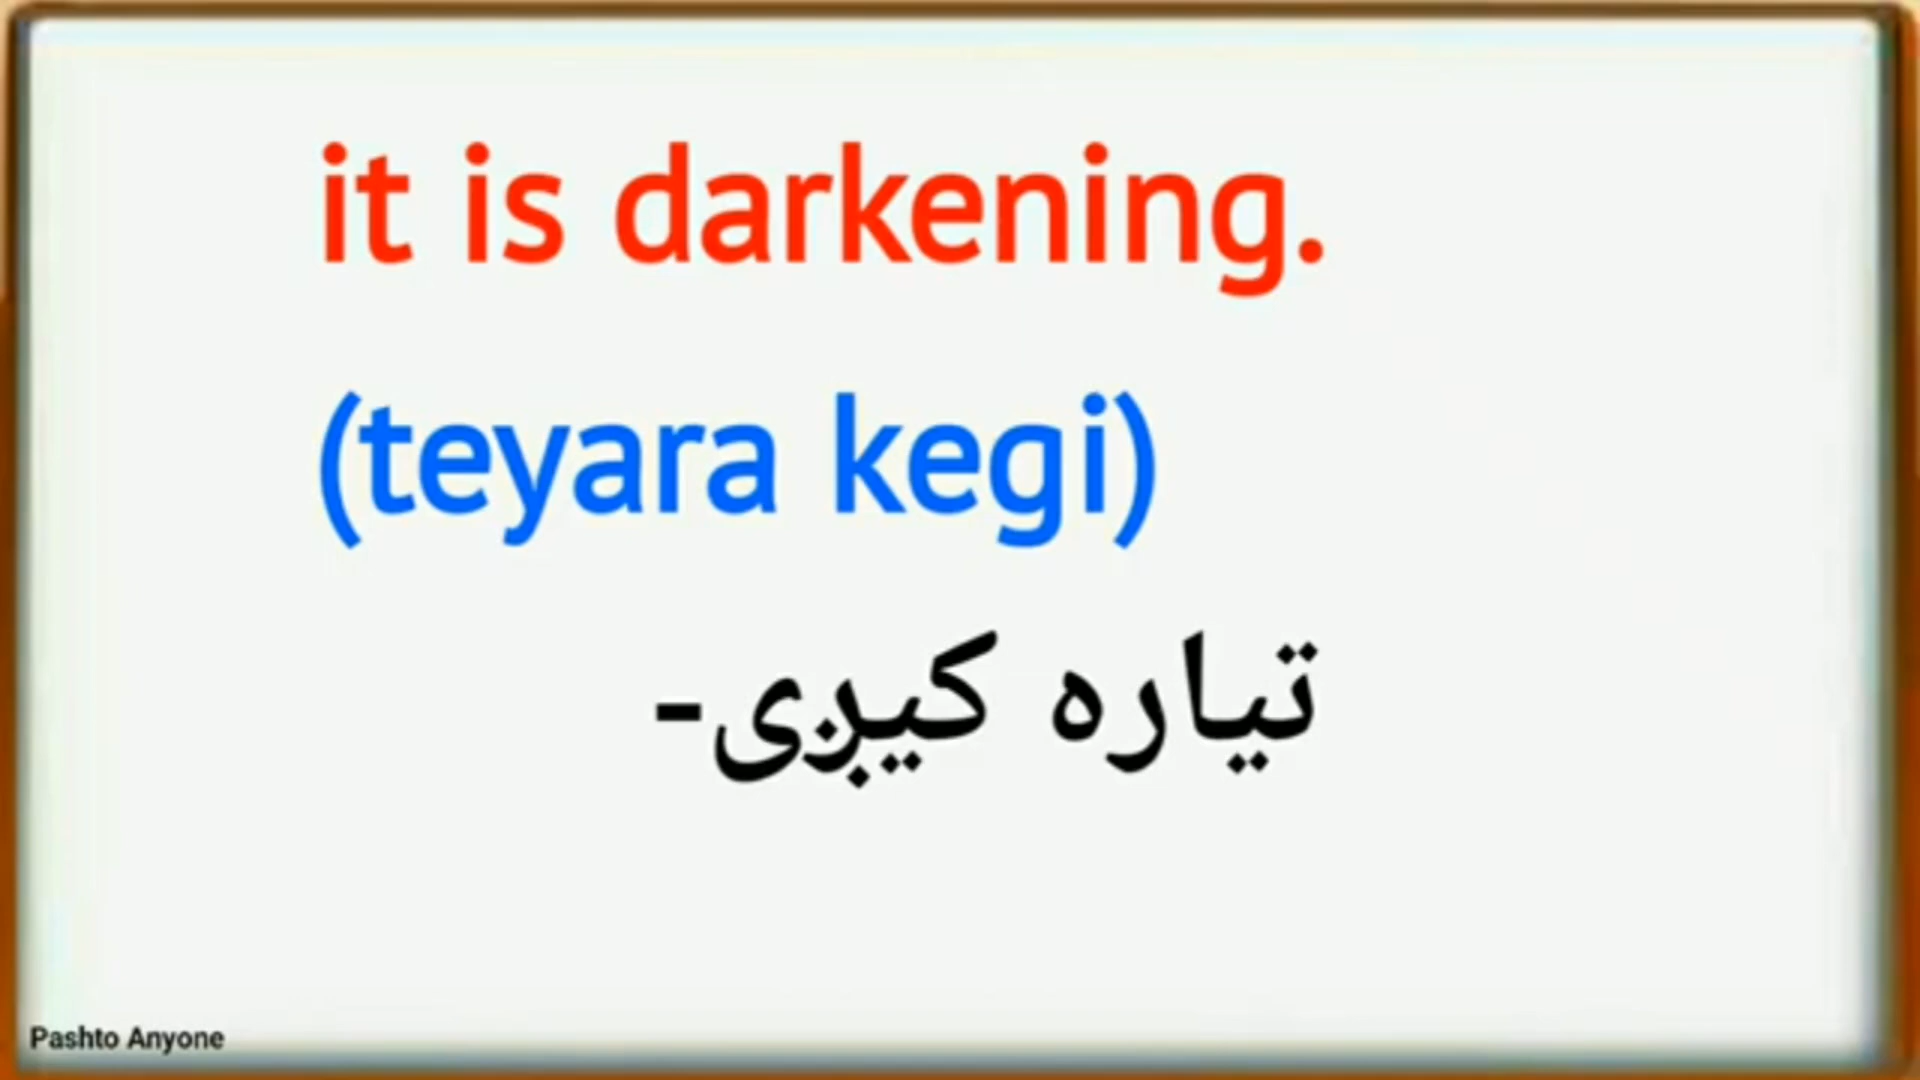 it is darkening.
(teyara kegi)
تیاره کیږی-
Pashto Anyone